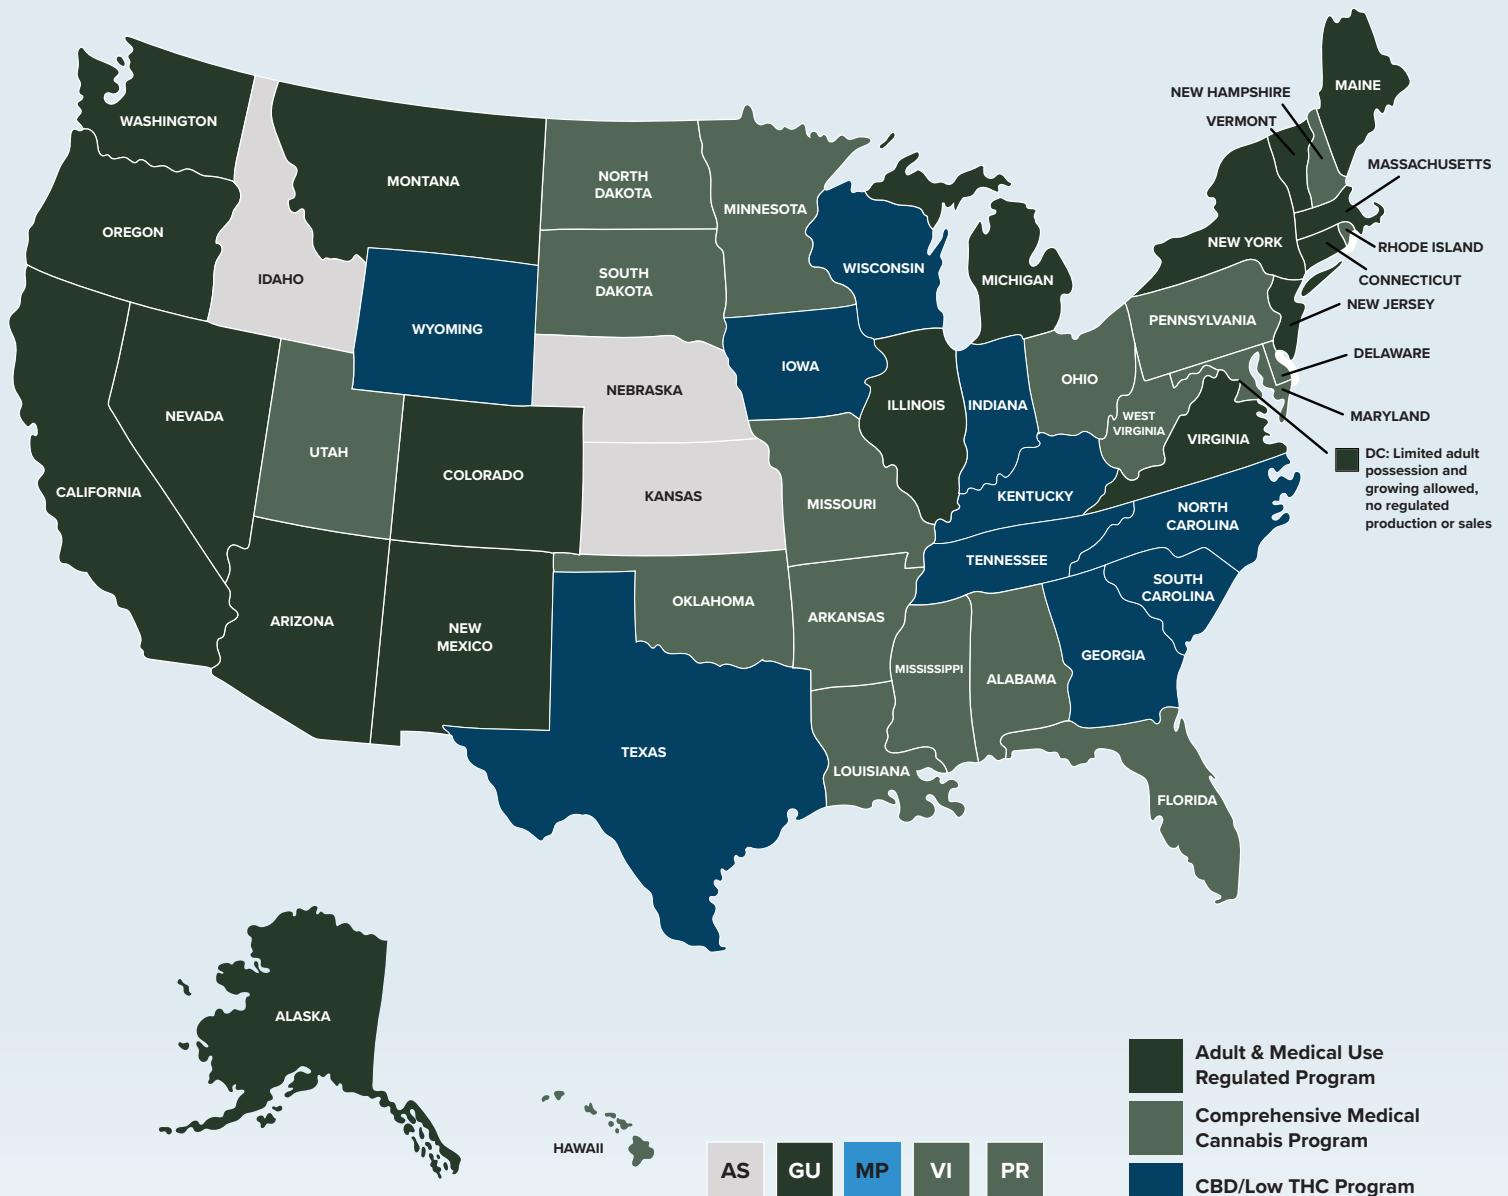 MAINE
NEW HAMPSHIRE
VERMONT
WASHINGTON
MASSACHUSETTS
MONTANA
NORTH
DAKOTA
MINNESOTA
OREGON
NEW YORK
RHODE ISLAND
WISCONSIN
IDAHO
SOUTH
DAKOTA
MICHIGAN
CONNECTICUT
NEW JERSEY
PENNSYLVANIA
WYOMING
DELAWARE
IOWA
OHIO
NEBRASKA
ILLINOIS
INDIANA
NEVADA
WEST
VIRGINIA
MARYLAND
VIRGINIA
UTAH
COLORADO
DC: Limited adult
possession and
growing allowed,
no regulated
production or sales
CALIFORNIA
KANSAS
MISSOURI
KENTUCKY
NORTH
CAROLINA
TENNESSEE
SOUTH
CAROLINA
OKLAHOMA
ARKANSAS
ARIZONA
NEW
MEXICO
GEORGIA
MISSISSIPPI
ALABAMA
TEXAS
LOUISIANA
FLORIDA
ALASKA
HAWAII
AS
GU
MP
VI
PR
Adult & Medical Use
Regulated Program
Comprehensive Medical
Cannabis Program
CBD/Low THC Program